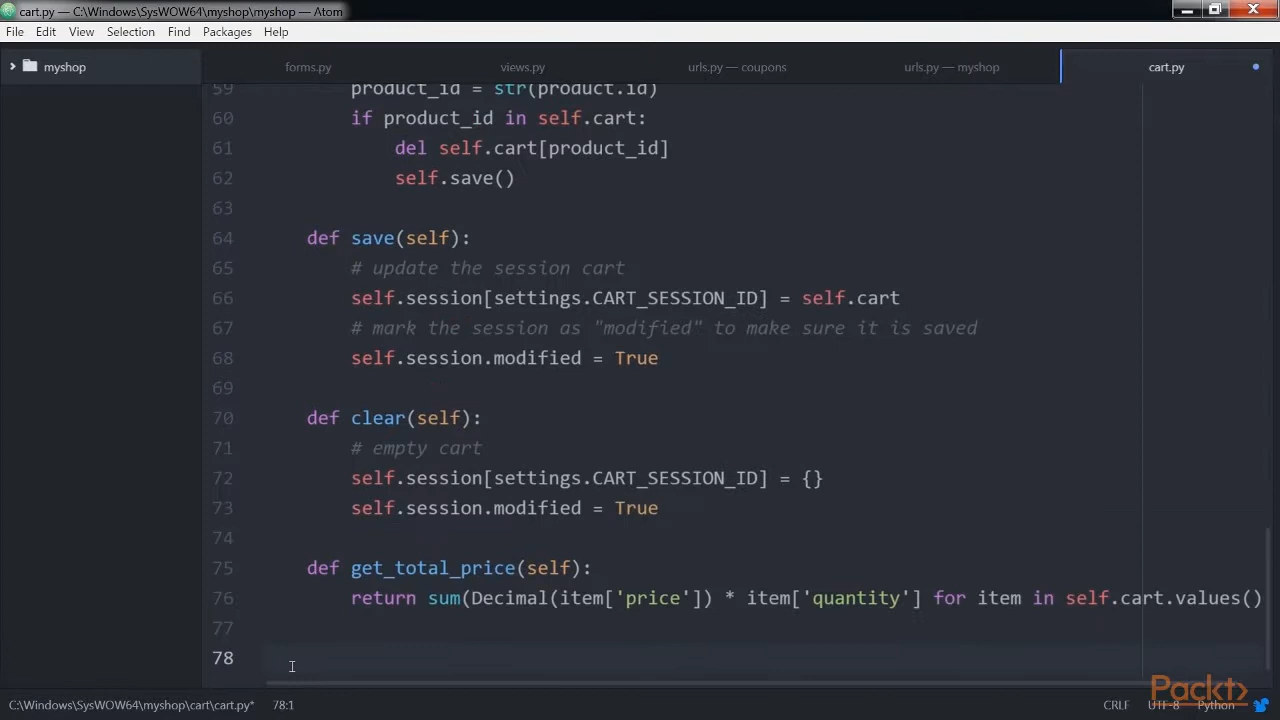 cart.py — C:\Windows\SysWOW64\myshop\myshop — Atom
File Edit View Selection Find Packages Help
myshop
forms.py views.py urls.py — coupons urls.py — myshop cart.py
59 product_id = str(product.id)
60 if product_id in self.cart:
61 del self.cart[product_id]
62 self.save()
63
64 def save(self):
65 # update the session cart
66 self.session[settings.CART_SESSION_ID] = self.cart
67 # mark the session as "modified" to make sure it is saved
68 self.session.modified = True
69
70 def clear(self):
71 # empty cart
72 self.session[settings.CART_SESSION_ID] = {}
73 self.session.modified = True
74
75 def get_total_price(self):
76 return sum(Decimal(item['price']) * item['quantity'] for item in self.cart.values()
77
78
Packt>
C:\Windows\SysWOW64\myshop\cart\cart.py* 78:1 CRLF UTF-8 Python